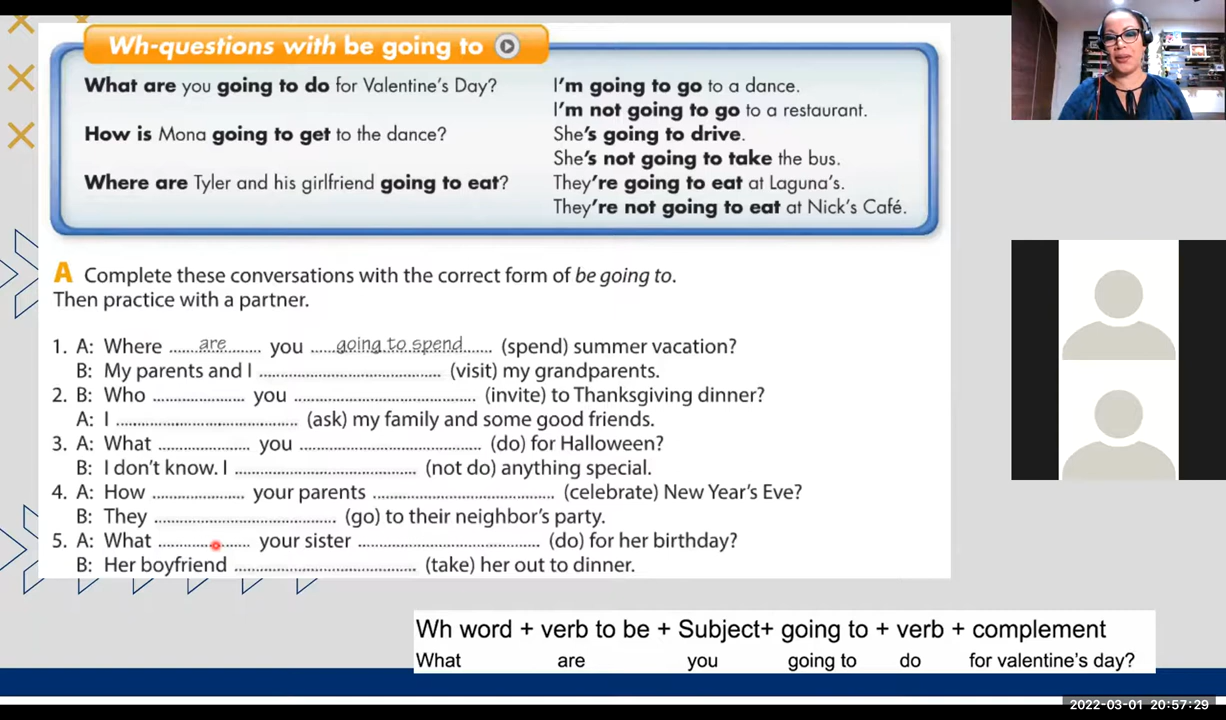 Wh-questions with be going to
What are you going to do for Valentine's Day?
I'm going to go to a dance.
I'm not going to go to a restaurant.
How is Mona going to get to the dance?
She's going to drive.
She's not going to take the bus.
Where are Tyler and his girlfriend going to eat?
They're going to eat at Laguna's.
They're not going to eat at Nick's Café.
A Complete these conversations with the correct form of be going to.
Then practice with a partner.
1. A: Where ....are.... you ....going to spend.... (spend) summer vacation?
B: My parents and I .................... (visit) my grandparents.
2. B: Who .................... you .................... (invite) to Thanksgiving dinner?
A: I .................... (ask) my family and some good friends.
3. A: What .................... you .................... (do) for Halloween?
B: I don't know. I .................... (not do) anything special.
4. A: How .................... your parents .................... (celebrate) New Year's Eve?
B: They .................... (go) to their neighbor's party.
5. A: What .................... your sister .................... (do) for her birthday?
B: Her boyfriend .................... (take) her out to dinner.
Wh word + verb to be + Subject+ going to + verb + complement
What are you going to do for valentine's day?
2022-03-01 20:57:29